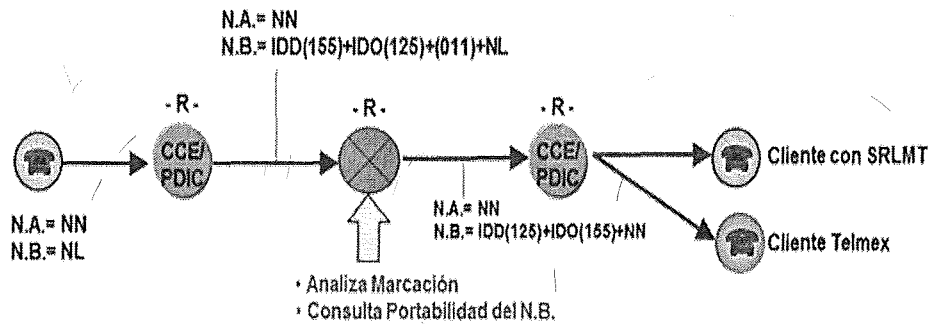 N.A.= NN
N.B.= IDD(155)+IDO(125)+(011)+NL
- R -
- R -
- R -
CCE/
PDIC
CCE/
PDIC
Cliente con SRLMT
N.A.= NN
N.B.= NL
N.A.= NN
N.B.= IDD(125)+IDO(155)+NN
Cliente Telmex
• Analiza Marcación
• Consulta Portabilidad del N.B.